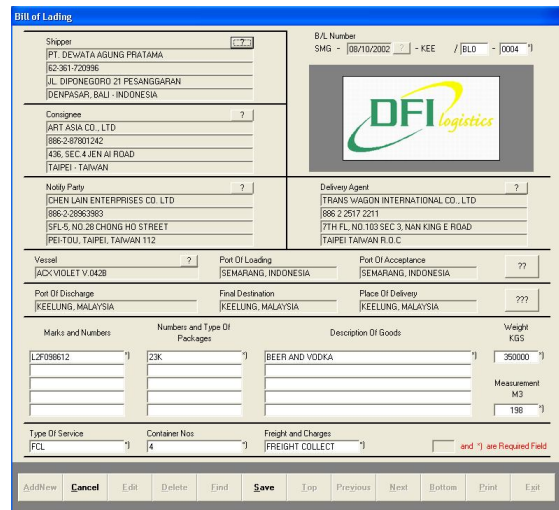 Bill of Lading
Shipper ?
PT. DEWATA AGUNG PRATAMA
62-361-720996
JL. DIPONEGORO 21 PESANGGARAN
DENPASAR, BALI - INDONESIA
B/L Number
SMG - 08/10/2002 ? - KEE / BL0 - 0004 *)
DFI logistics
Consignee ?
ART ASIA CO., LTD
886-2-87801242
436, SEC.4 JEN AI ROAD
TAIPEI - TAIWAN
Notify Party ?
CHEN LAIN ENTERPRISES CO. LTD
886-2-28963983
5FL-5, NO.28 CHONG HO STREET
PEI-TOU, TAIPEI, TAIWAN 112
Delivery Agent ?
TRANS WAGON INTERNATIONAL CO., LTD
886 2 2517 2211
7TH FL, NO.103 SEC 3, NAN KING E ROAD
TAIPEI TAIWAN R.O.C
Vessel ? Port Of Loading Port Of Acceptance
ACX VIOLET V.042B SEMARANG, INDONESIA SEMARANG, INDONESIA ??
Port Of Discharge Final Destination Place Of Delivery
KEELUNG, MALAYSIA KEELUNG, MALAYSIA KEELUNG, MALAYSIA ???
Marks and Numbers Numbers and Type Of Packages Description Of Goods Weight KGS
L2F098612 *) 23K *) BEER AND VODKA *) 350000 *)
Measurement
M3
198 *)
Type Of Service Container Nos Freight and Charges
FCL *) 4 *) FREIGHT COLLECT *) and *) are Required Field
AddNew Cancel Edit Delete Find Save Top Previous Next Bottom Print Exit